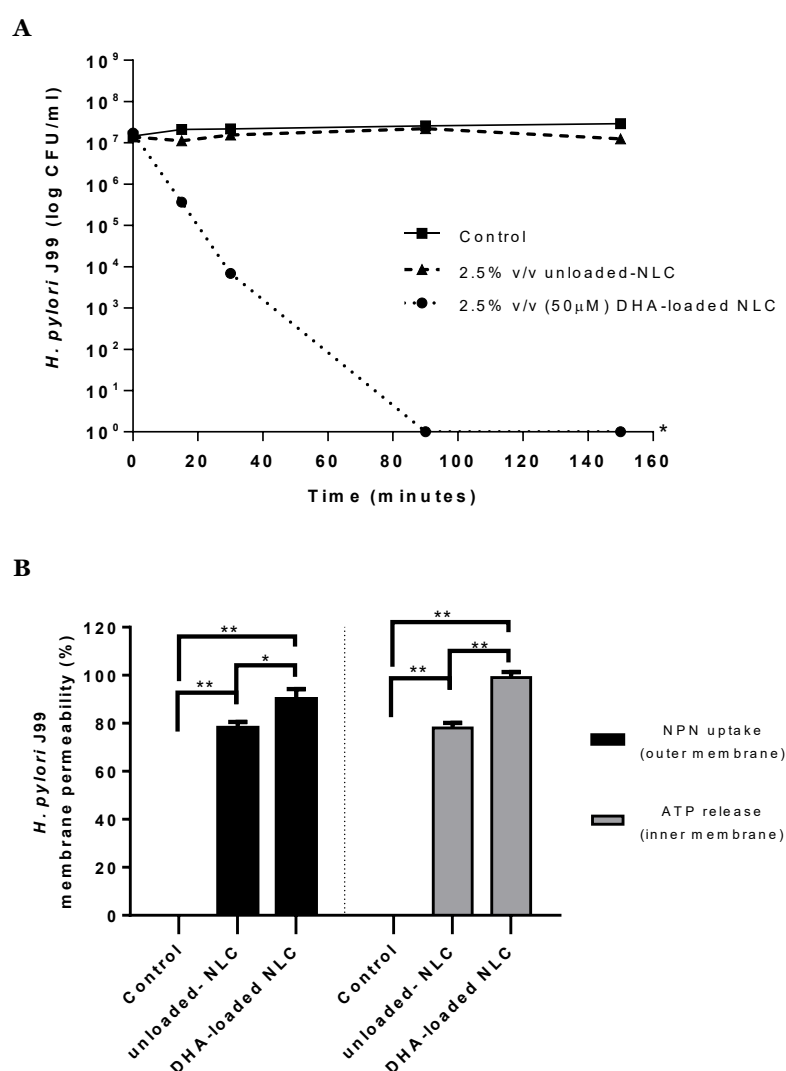 A
H. pylori J99 (log CFU/ml)
10⁹
10⁸
10⁷
10⁶
10⁵
10⁴
10³
10²
10¹
10⁰
Control
2.5% v/v unloaded-NLC
2.5% v/v (50μM) DHA-loaded NLC
*
0 20 40 60 80 100 120 140 160
Time (minutes)
B
H. pylori J99
membrane permeability (%)
120
100
80
60
40
20
0
** ** *
** ** **
NPN uptake
(outer membrane)
ATP release
(inner membrane)
Control
unloaded- NLC
DHA-loaded NLC
Control
unloaded- NLC
DHA-loaded NLC